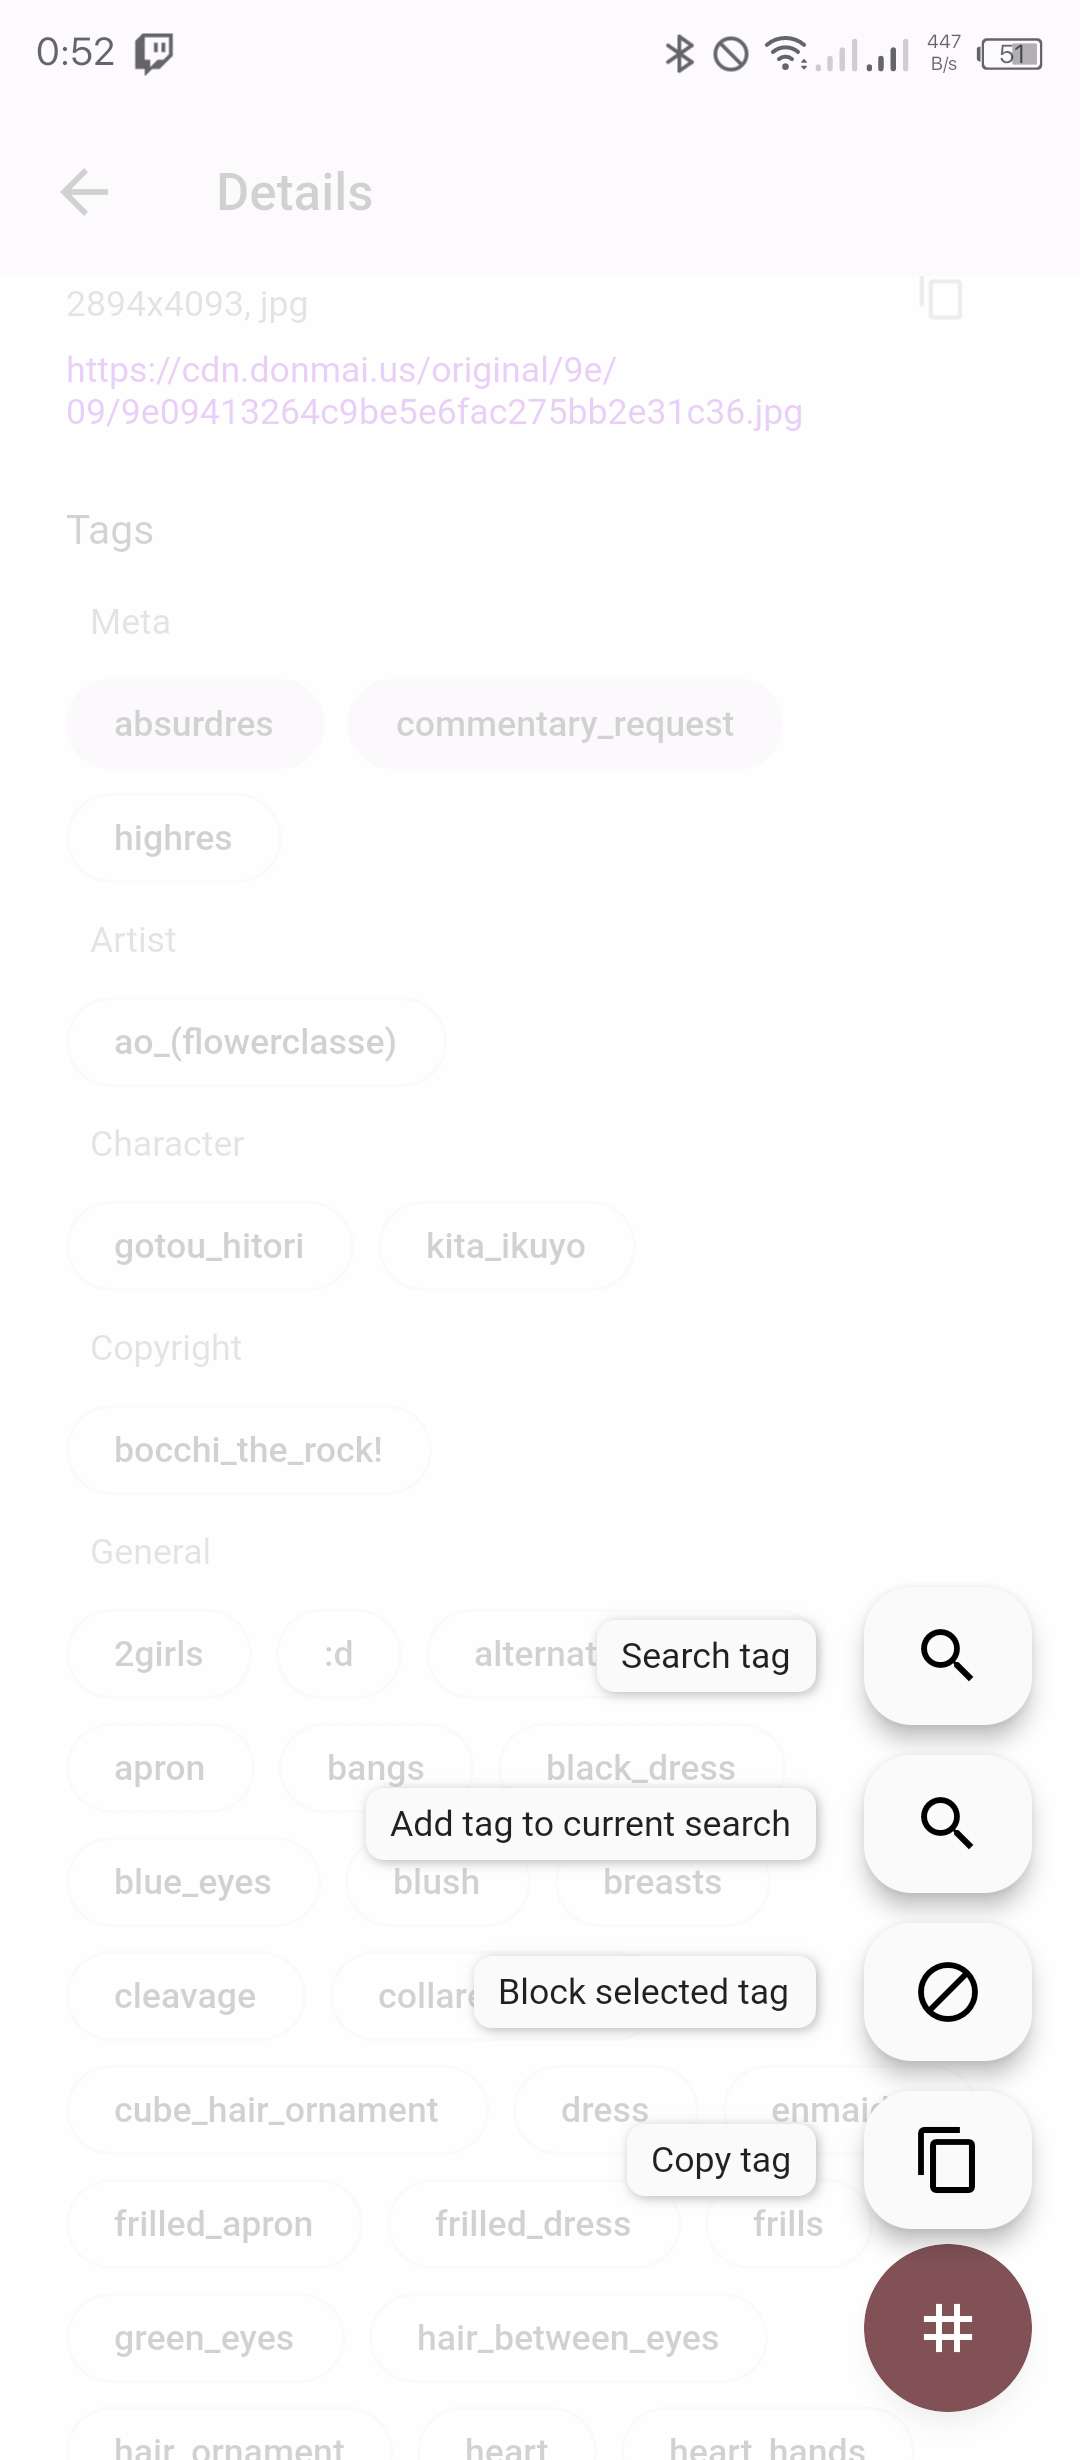 0:52
447
B/s
51
Details
2894x4093, jpg
https://cdn.donmai.us/original/9e/
09/9e09413264c9be5e6fac275bb2e31c36.jpg
Tags
Meta
absurdres commentary_request
highres
Artist
ao_(flowerclasse)
Character
gotou_hitori kita_ikuyo
Copyright
bocchi_the_rock!
General
2girls :d alternat
Search tag
apron bangs black_dress
Add tag to current search
blue_eyes blush breasts
cleavage collare
Block selected tag
cube_hair_ornament dress enmaid
Copy tag
frilled_apron frilled_dress frills
green_eyes hair_between_eyes
#
hair_ornament heart heart_hands